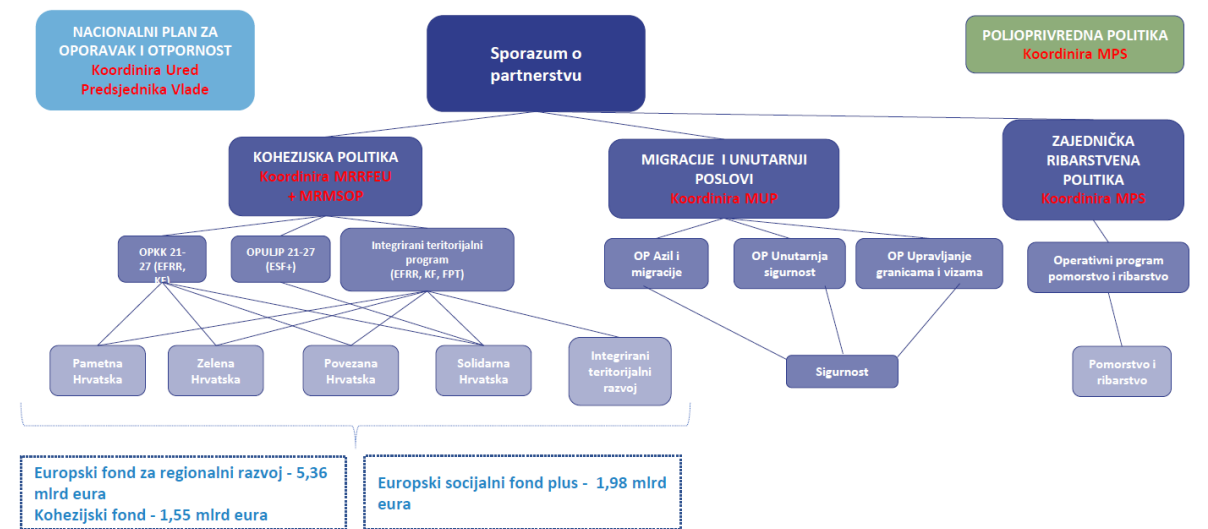 NACIONALNI PLAN ZA
OPORAVAK I OTPORNOST
Koordinira Ured
Predsjednika Vlade
Sporazum o
partnerstvu
POLJOPRIVREDNA POLITIKA
Koordinira MPS
KOHEZIJSKA POLITIKA
Koordinira MRRFEU
+ MRMSOP
MIGRACIJE I UNUTARNJI
POSLOVI
Koordinira MUP
ZAJEDNIČKA
RIBARSTVENA
POLITIKA
Koordinira MPS
OPKK 21-
27 (EFRR,
KF)
OPULJP 21-27
(ESF+)
Integrirani teritorijalni
program
(EFRR, KF, FPT)
OP Azil i
migracije
OP Unutarnja
sigurnost
OP Upravljanje
granicama i vizama
Operativni program
pomorstvo i ribarstvo
Pametna
Hrvatska
Zelena
Hrvatska
Povezana
Hrvatska
Solidarna
Hrvatska
Integrirani
teritorijalni
razvoj
Sigurnost
Pomorstvo i
ribarstvo
Europski fond za regionalni razvoj - 5,36
mlrd eura
Kohezijski fond - 1,55 mlrd eura
Europski socijalni fond plus - 1,98 mlrd
eura